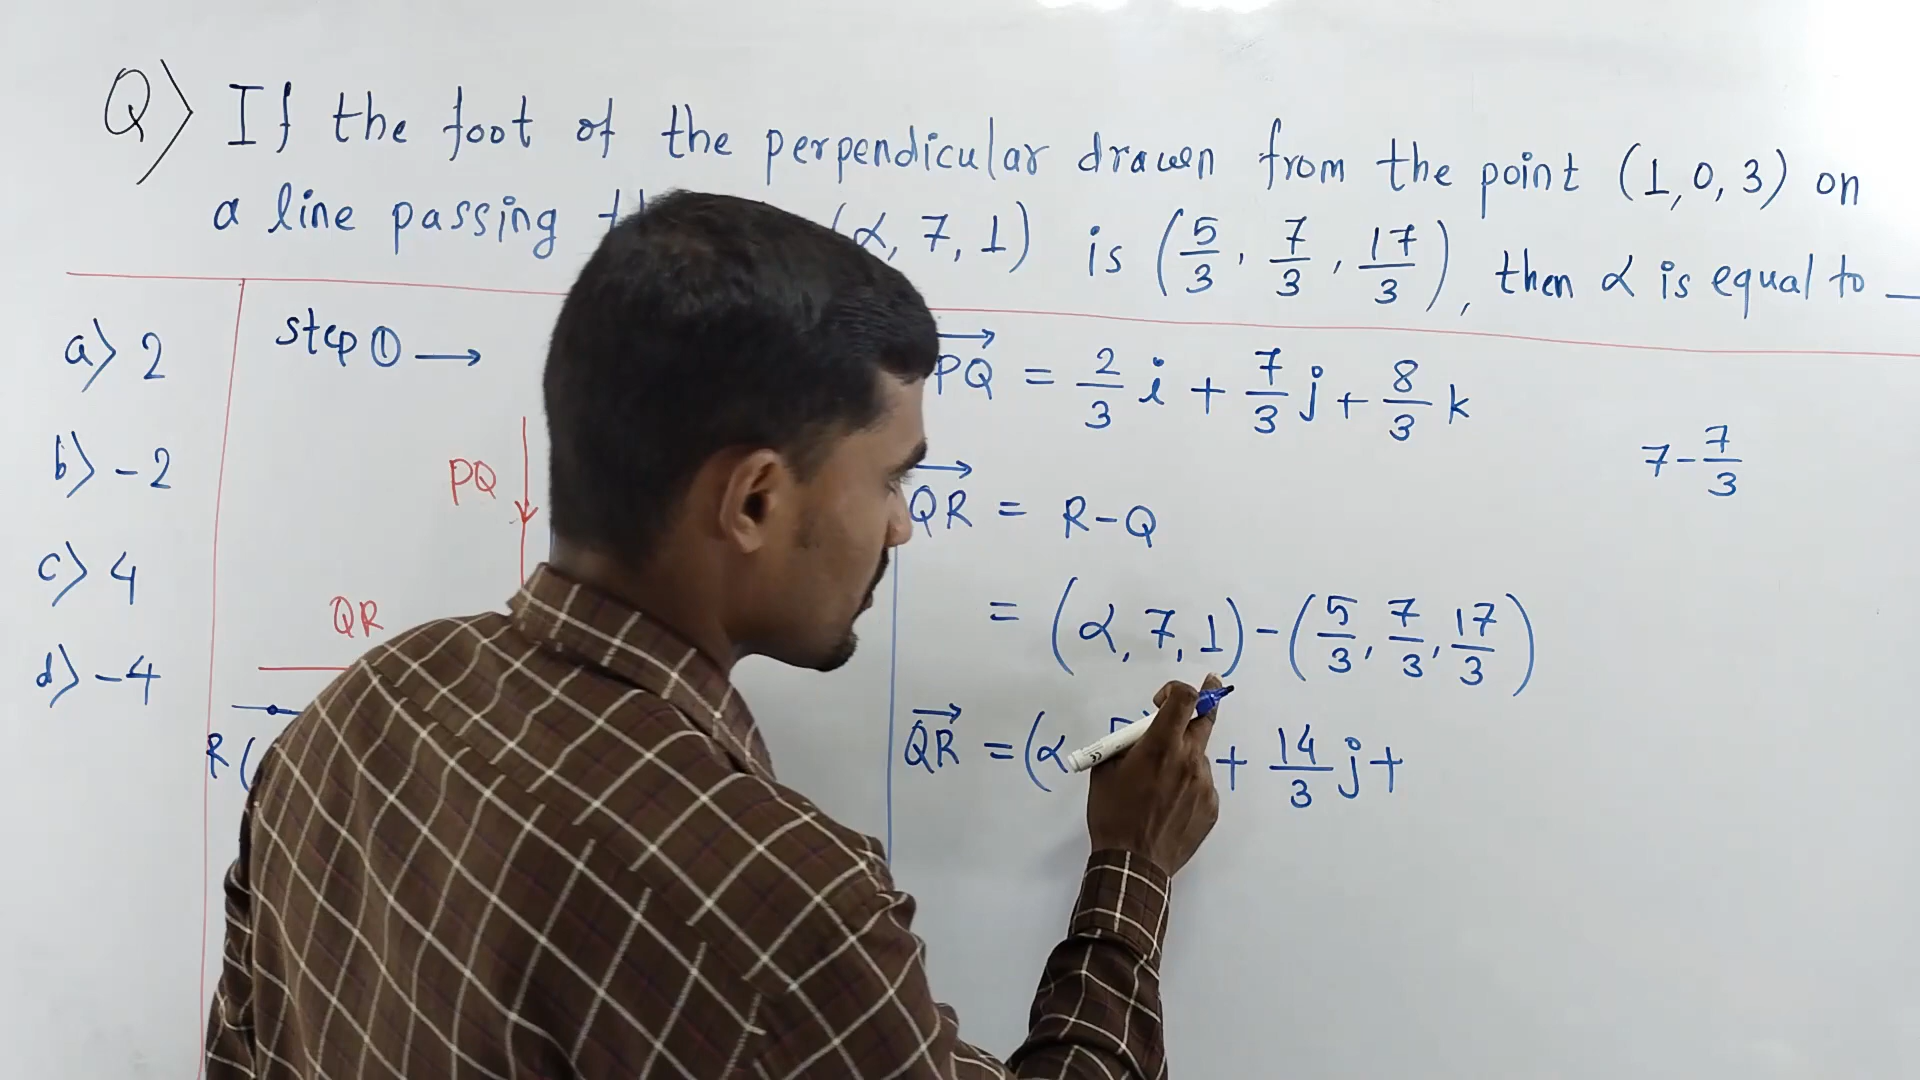 Q) If the foot of the perpendicular drawn from the point (1, 0, 3) on
a line passing (α, 7, 1) is (5/3, 7/3, 17/3), then α is equal to _
a) 2
b) -2
c) 4
d) -4
step ① →
PQ
QR
R (
PQ = 2/3 i + 7/3 j + 8/3 k
7 - 7/3
QR = R - Q
= (α, 7, 1) - (5/3, 7/3, 17/3)
QR = (α + 14/3 j +